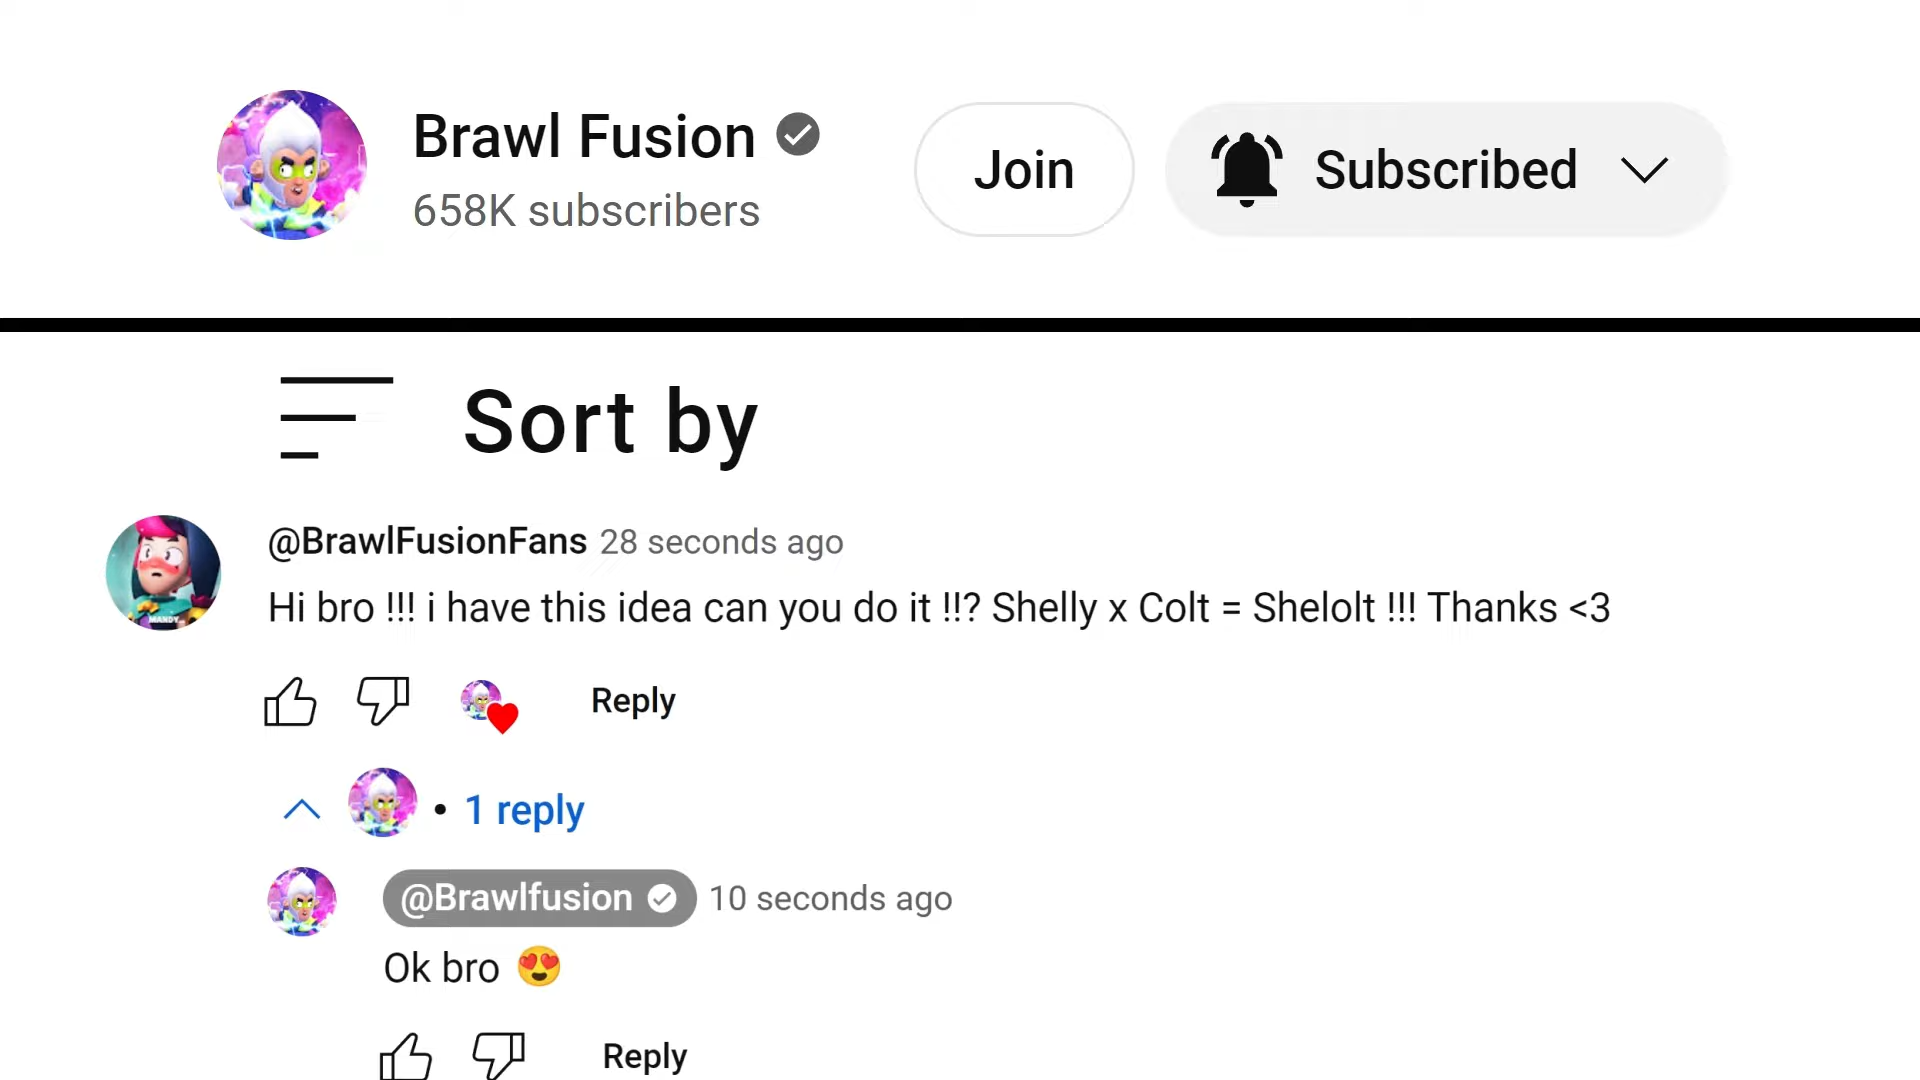 Brawl Fusion
658K subscribers
Join
Subscribed
Sort by
@BrawlFusionFans 28 seconds ago
Hi bro !!! i have this idea can you do it !!? Shelly x Colt = Shelolt !!! Thanks <3
MANDY
Reply
• 1 reply
@Brawlfusion 10 seconds ago
Ok bro 😍
Reply